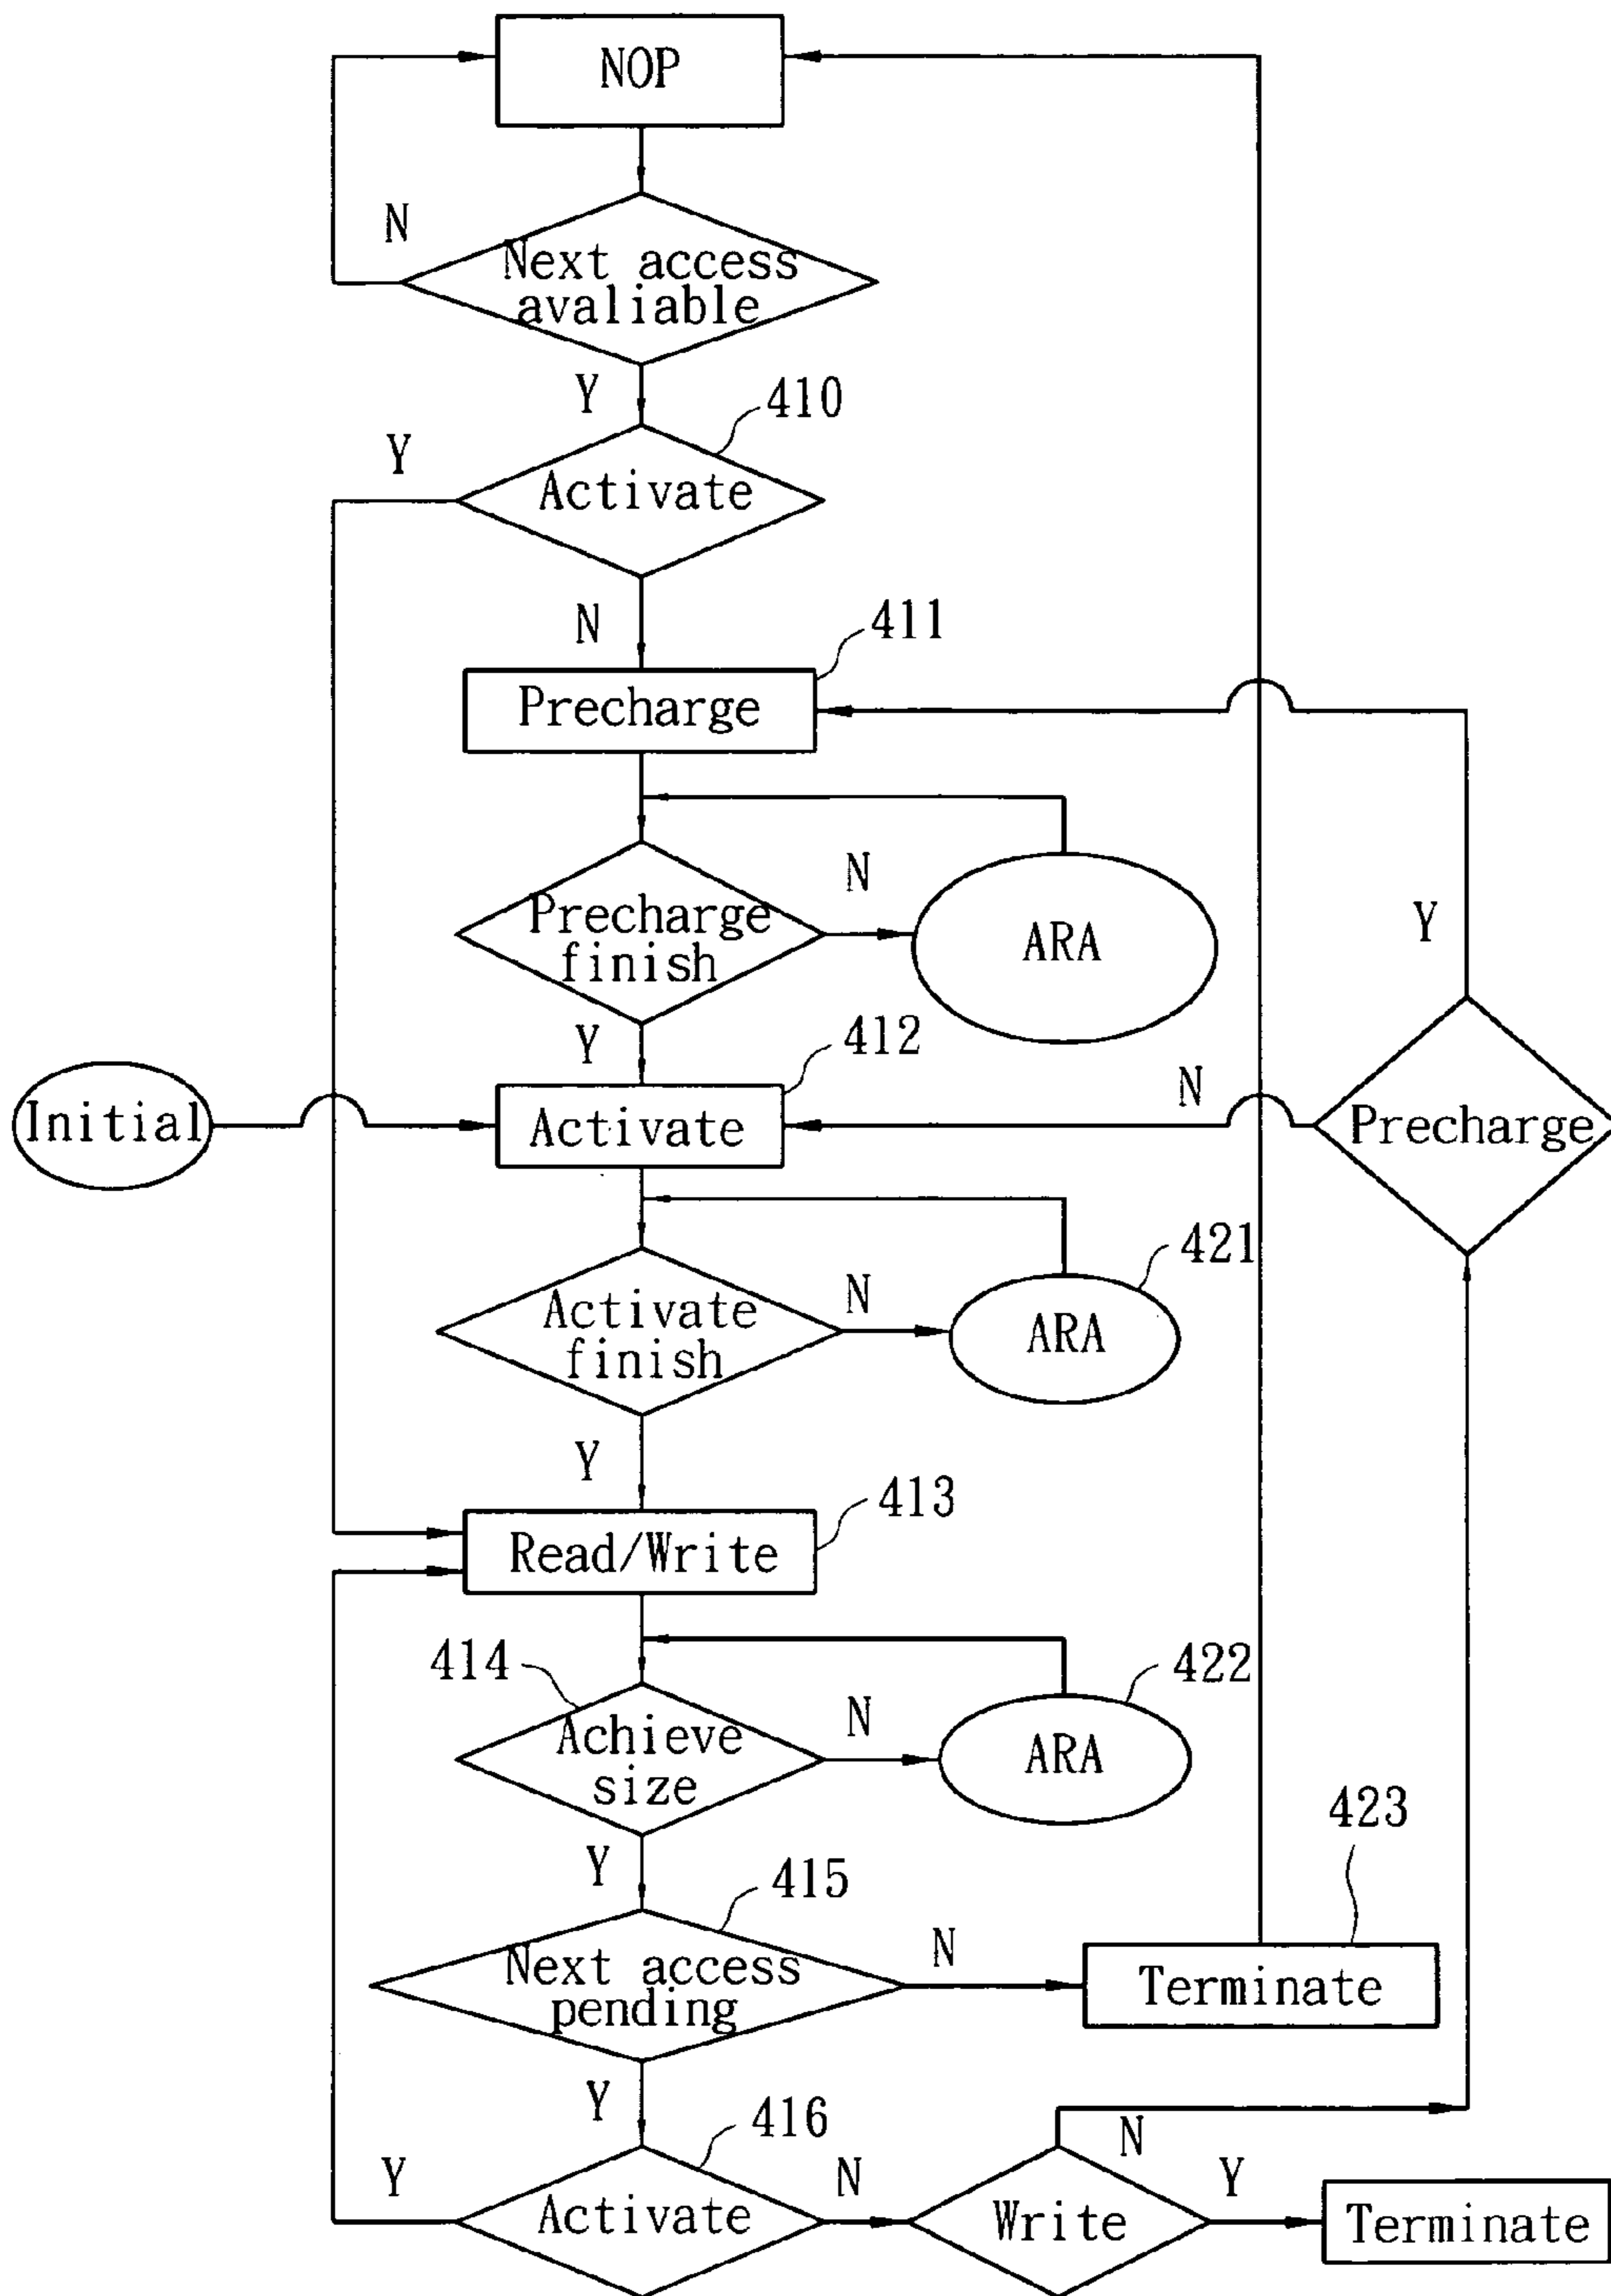 NOP
N
Next access
avaliable
Y
410
Y
Activate
N
411
Precharge
N
Precharge
finish
ARA
Y
Y
412
Initial
Activate
N
Precharge
421
N
Activate
finish
ARA
Y
413
Read/Write
414
422
N
Achieve
size
ARA
423
Y
415
N
Next access
pending
Terminate
Y
416
N
Y
N
Y
Activate
Write
Terminate